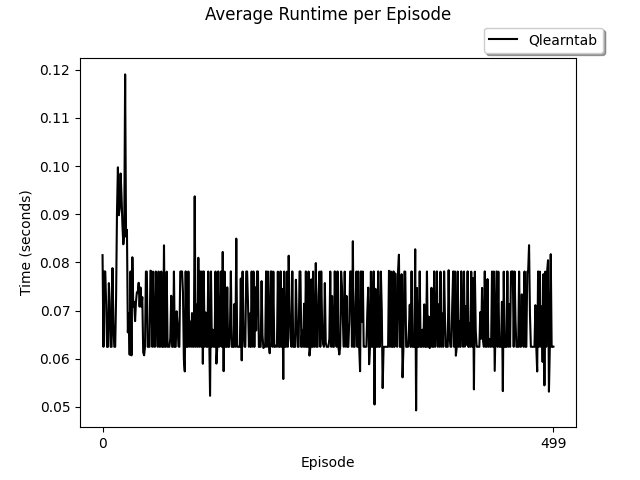 Average Runtime per Episode
Qlearntab
0.12
0.11
0.10
0.09
0.08
0.07
0.06
0.05
Time (seconds)
0
499
Episode